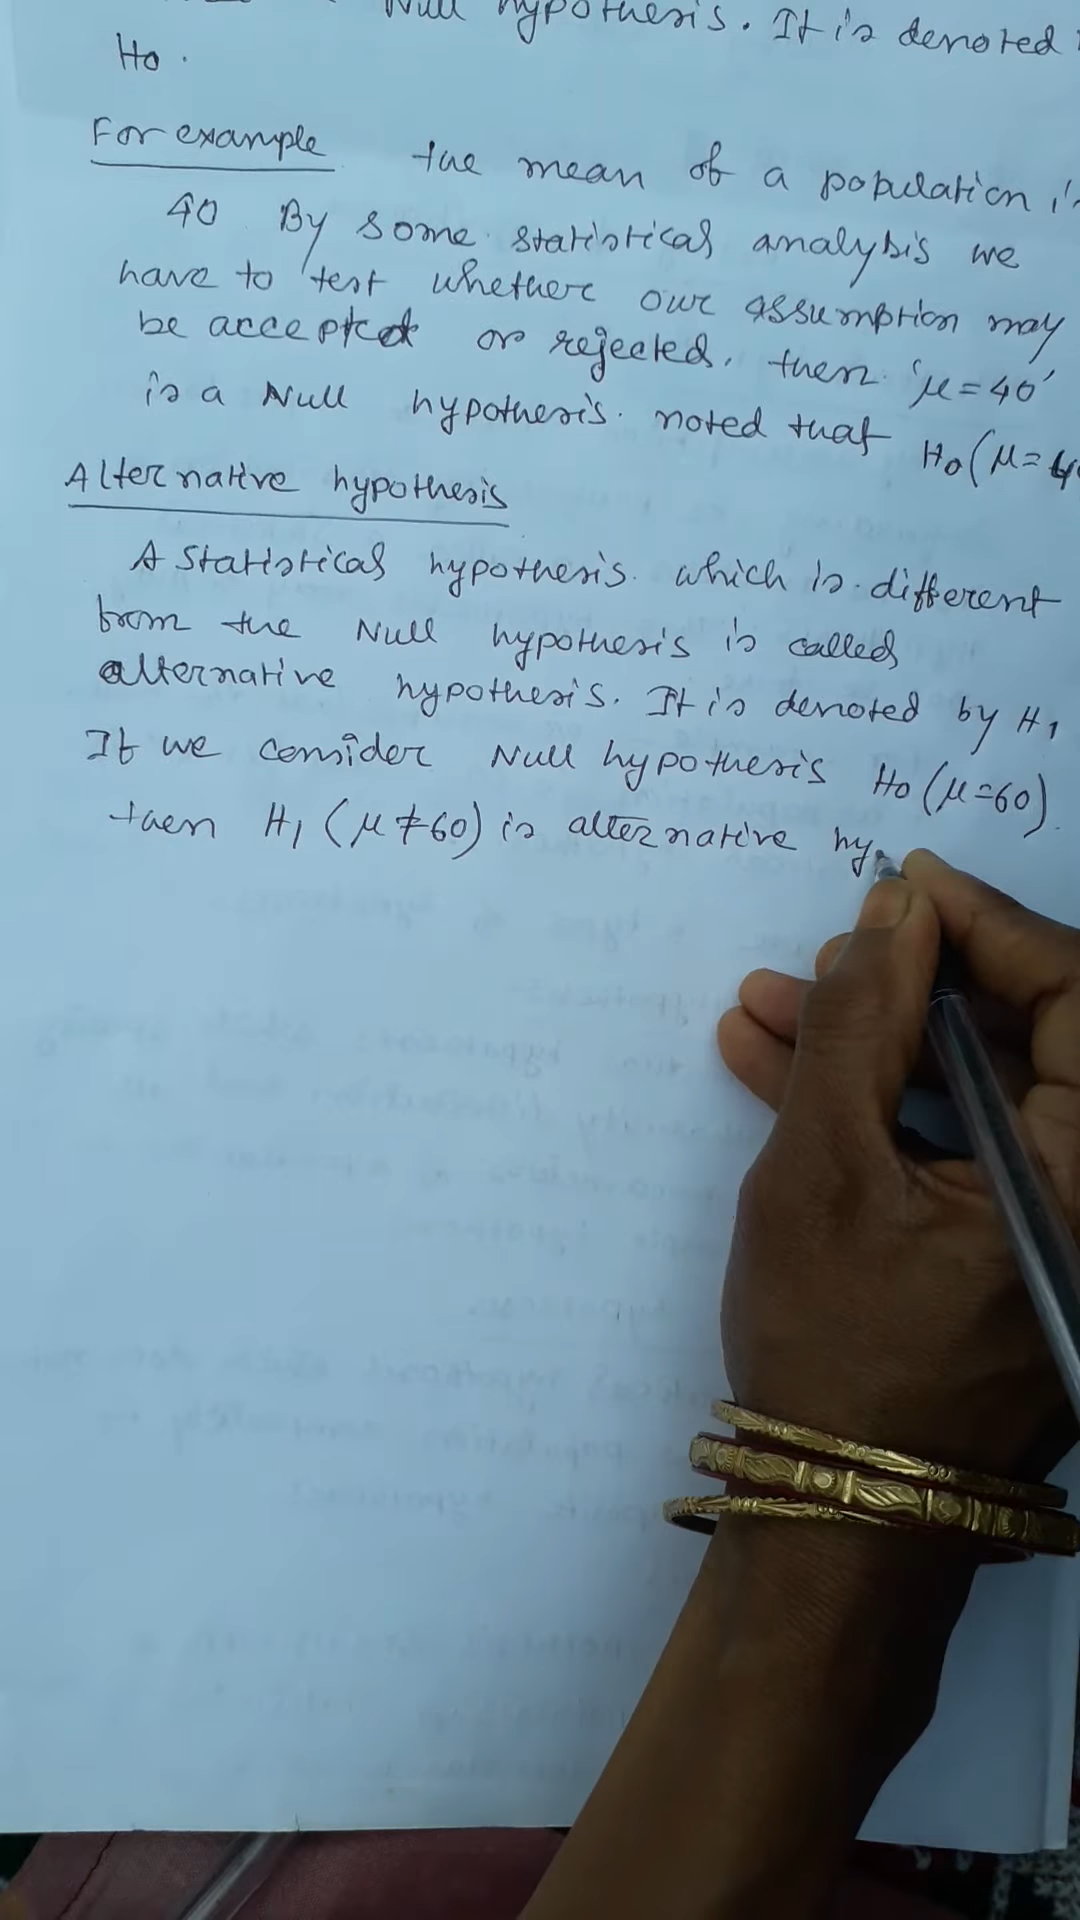 Null hypothesis. It is denoted
Ho.
For example the mean of a population
40 By some statistical analysis we
have to test whether our assumption may
be accepted or rejected. then 'μ=40'
is a Null hypothesis. noted that Ho(μ=40
Alternative hypothesis
A Statistical hypothesis. which is different
from the Null hypothesis is called
alternative hypothesis. It is denoted by H1
If we consider Null hypothesis Ho (μ=60).
then H1 (μ≠60) is alternative hy